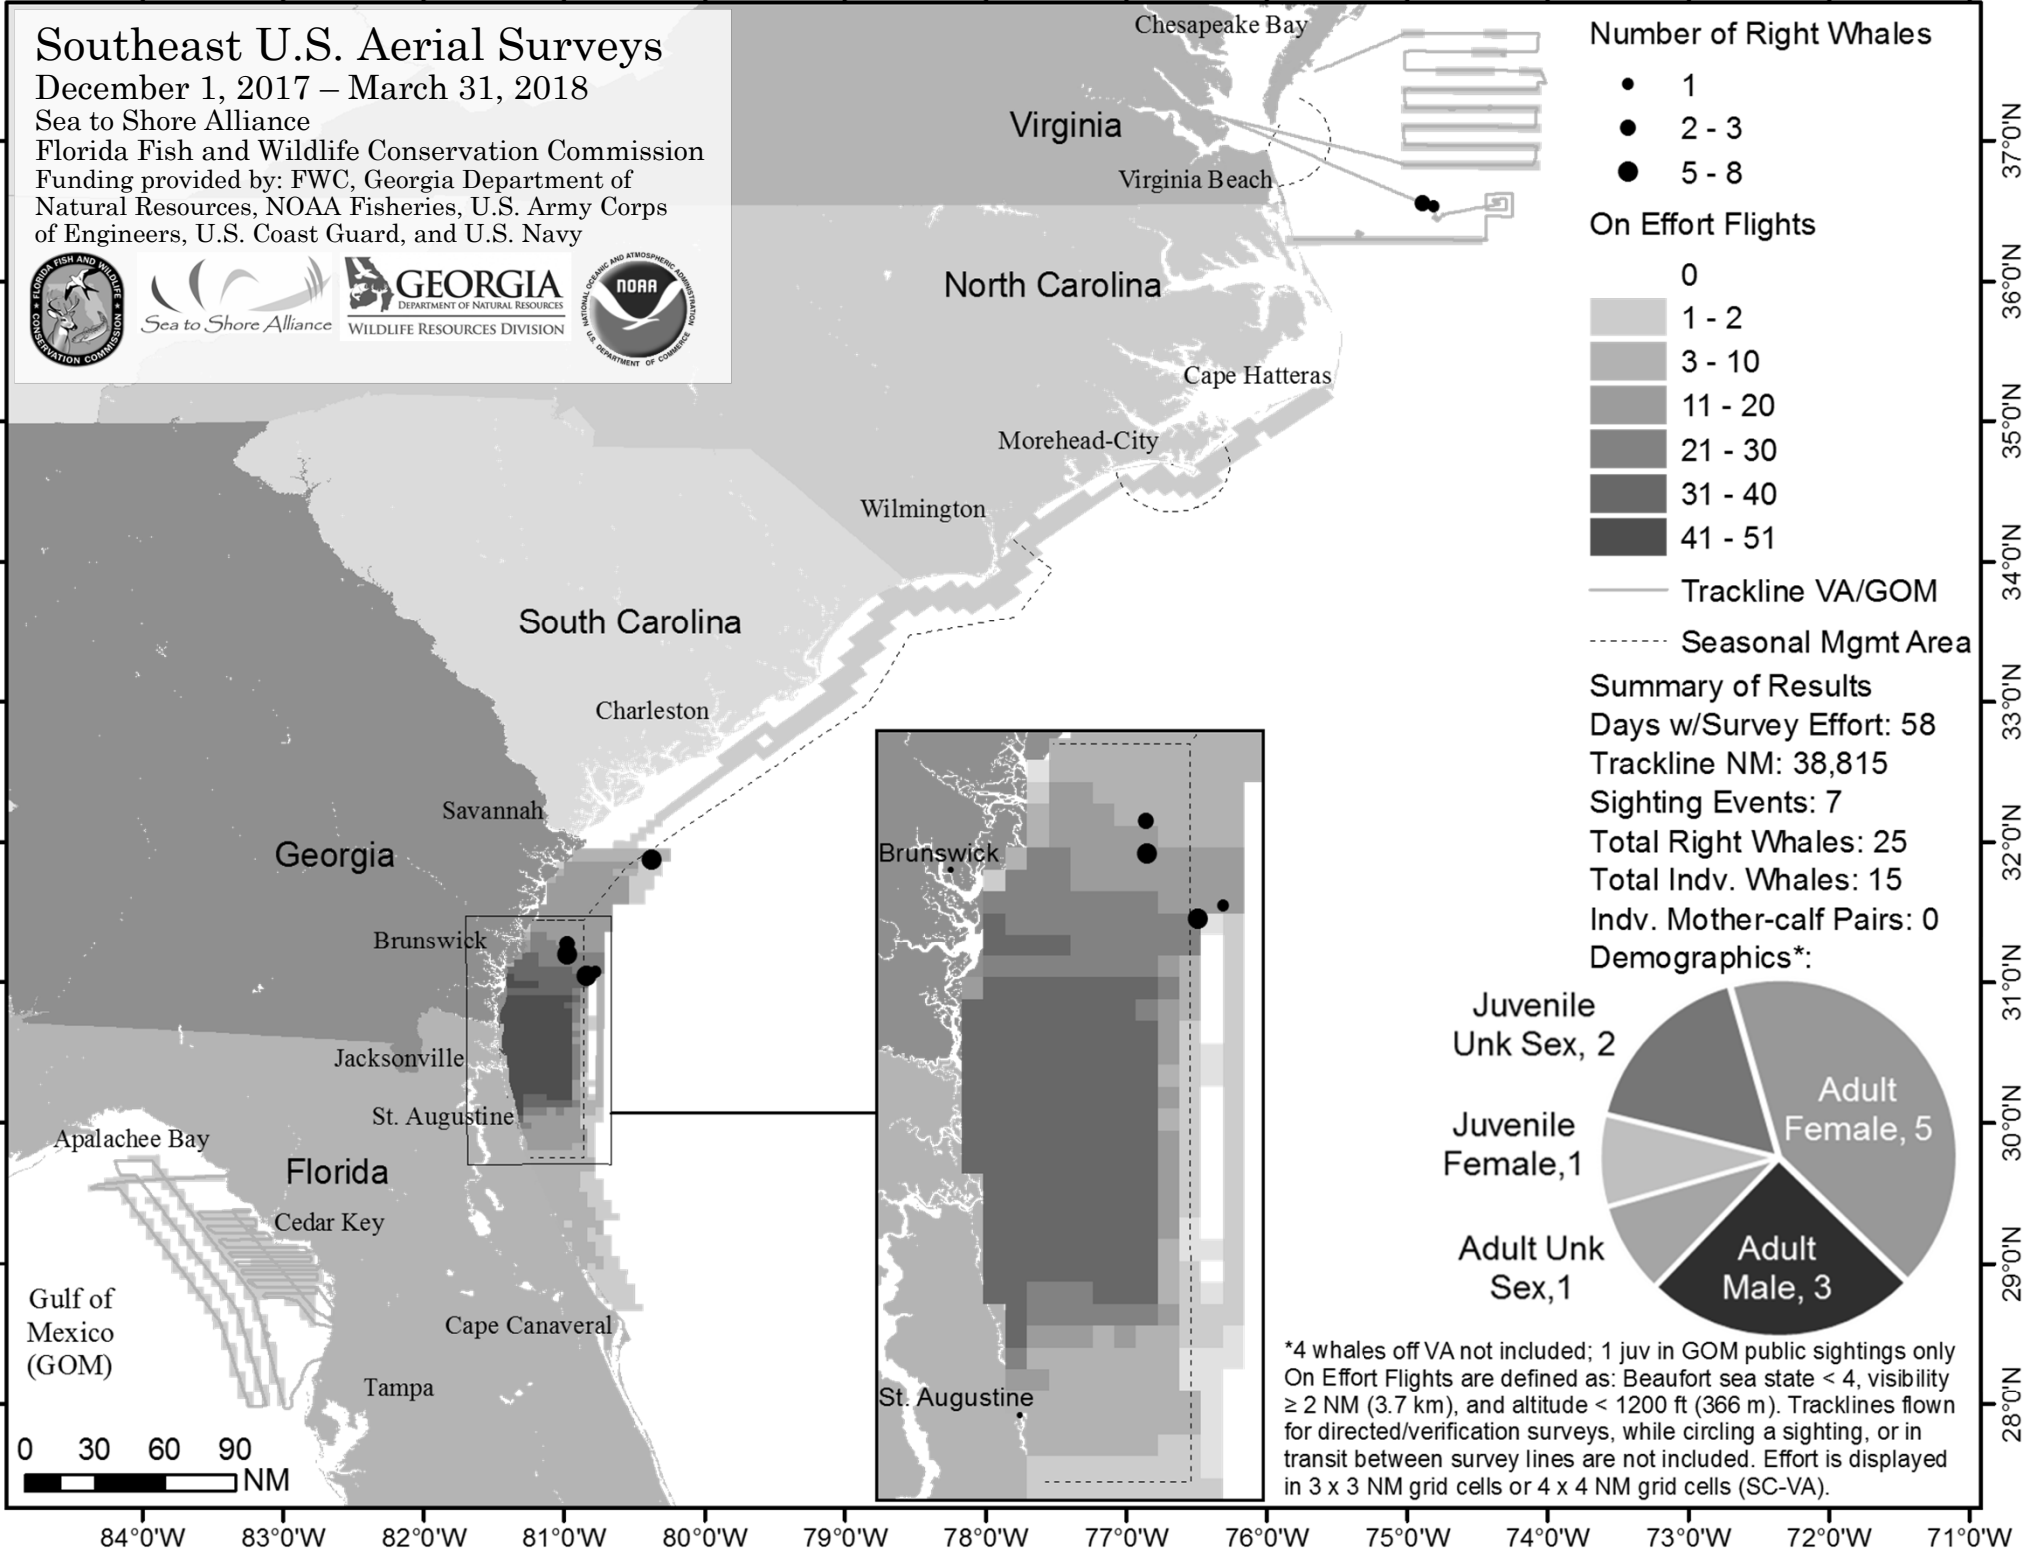 Southeast U.S. Aerial Surveys
December 1, 2017 – March 31, 2018
Sea to Shore Alliance
Florida Fish and Wildlife Conservation Commission
Funding provided by: FWC, Georgia Department of
Natural Resources, NOAA Fisheries, U.S. Army Corps
of Engineers, U.S. Coast Guard, and U.S. Navy
FLORIDA FISH AND WILDLIFE
CONSERVATION COMMISSION
Sea to Shore Alliance
GEORGIA
DEPARTMENT OF NATURAL RESOURCES
WILDLIFE RESOURCES DIVISION
NATIONAL OCEANIC AND ATMOSPHERIC ADMINISTRATION
NOAA
U.S. DEPARTMENT OF COMMERCE
Chesapeake Bay
Virginia
Virginia Beach
North Carolina
Cape Hatteras
Morehead-City
Wilmington
South Carolina
Charleston
Savannah
Georgia
Brunswick
Jacksonville
St. Augustine
Apalachee Bay
Florida
Cedar Key
Gulf of
Mexico
(GOM)
Cape Canaveral
Tampa
0 30 60 90
NM
Brunswick
St. Augustine
Number of Right Whales
1
2 - 3
5 - 8
On Effort Flights
0
1 - 2
3 - 10
11 - 20
21 - 30
31 - 40
41 - 51
Trackline VA/GOM
Seasonal Mgmt Area
Summary of Results
Days w/Survey Effort: 58
Trackline NM: 38,815
Sighting Events: 7
Total Right Whales: 25
Total Indv. Whales: 15
Indv. Mother-calf Pairs: 0
Demographics*:
Juvenile
Unk Sex, 2
Adult
Female, 5
Juvenile
Female,1
Adult Unk
Sex,1
Adult
Male, 3
*4 whales off VA not included; 1 juv in GOM public sightings only
On Effort Flights are defined as: Beaufort sea state < 4, visibility
≥ 2 NM (3.7 km), and altitude < 1200 ft (366 m). Tracklines flown
for directed/verification surveys, while circling a sighting, or in
transit between survey lines are not included. Effort is displayed
in 3 x 3 NM grid cells or 4 x 4 NM grid cells (SC-VA).
37°0'N
36°0'N
35°0'N
34°0'N
33°0'N
32°0'N
31°0'N
30°0'N
29°0'N
28°0'N
84°0'W 83°0'W 82°0'W 81°0'W 80°0'W 79°0'W 78°0'W 77°0'W 76°0'W 75°0'W 74°0'W 73°0'W 72°0'W 71°0'W